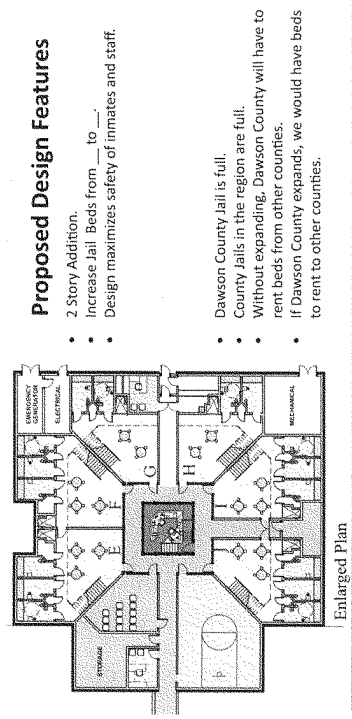 Proposed Design Features
• 2 Story Addition.
• Increase Jail Beds from __ to __.
• Design maximizes safety of inmates and staff.
• Dawson County Jail is full.
• County Jails in the region are full.
• Without expanding, Dawson County will have to
rent beds from other counties.
• If Dawson County expands, we would have beds
to rent to other counties.
EMERGENCY
GENERATOR
ELECTRICAL
MECHANICAL
STORAGE
E
F
G
H
Enlarged Plan